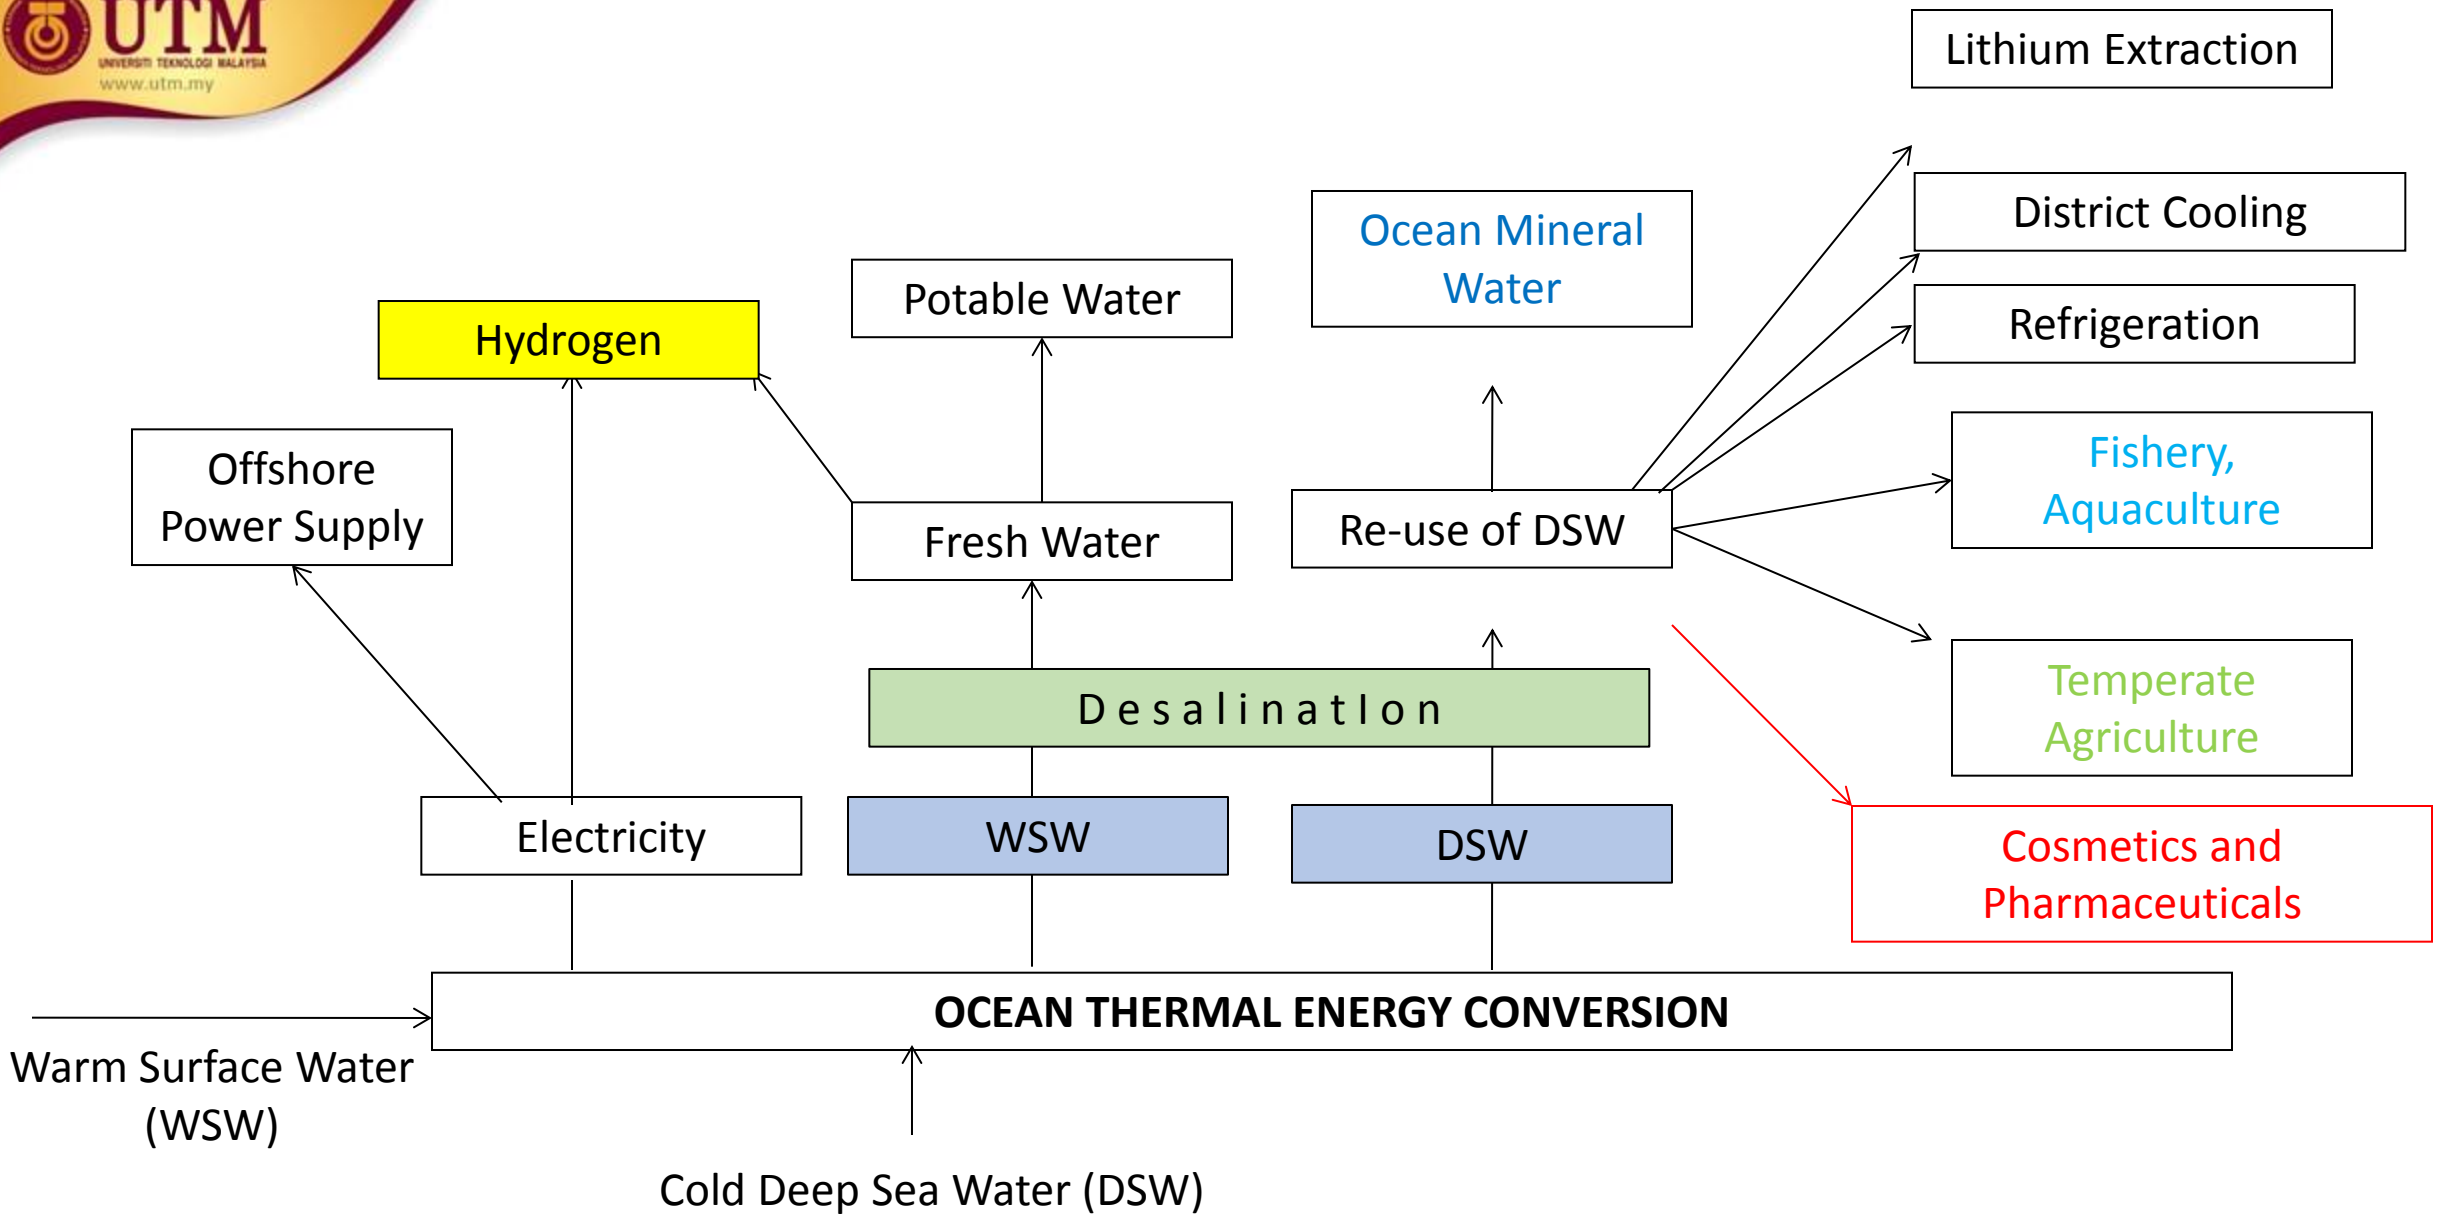 UTM
UNIVERSITI TEKNOLOGI MALAYSIA
www.utm.my
Lithium Extraction
District Cooling
Ocean Mineral
Water
Potable Water
Refrigeration
Hydrogen
Offshore
Power Supply
Fishery,
Aquaculture
Fresh Water
Re-use of DSW
Temperate
Agriculture
D e s a l i n a t I o n
Electricity
WSW
DSW
Cosmetics and
Pharmaceuticals
OCEAN THERMAL ENERGY CONVERSION
Warm Surface Water
(WSW)
Cold Deep Sea Water (DSW)